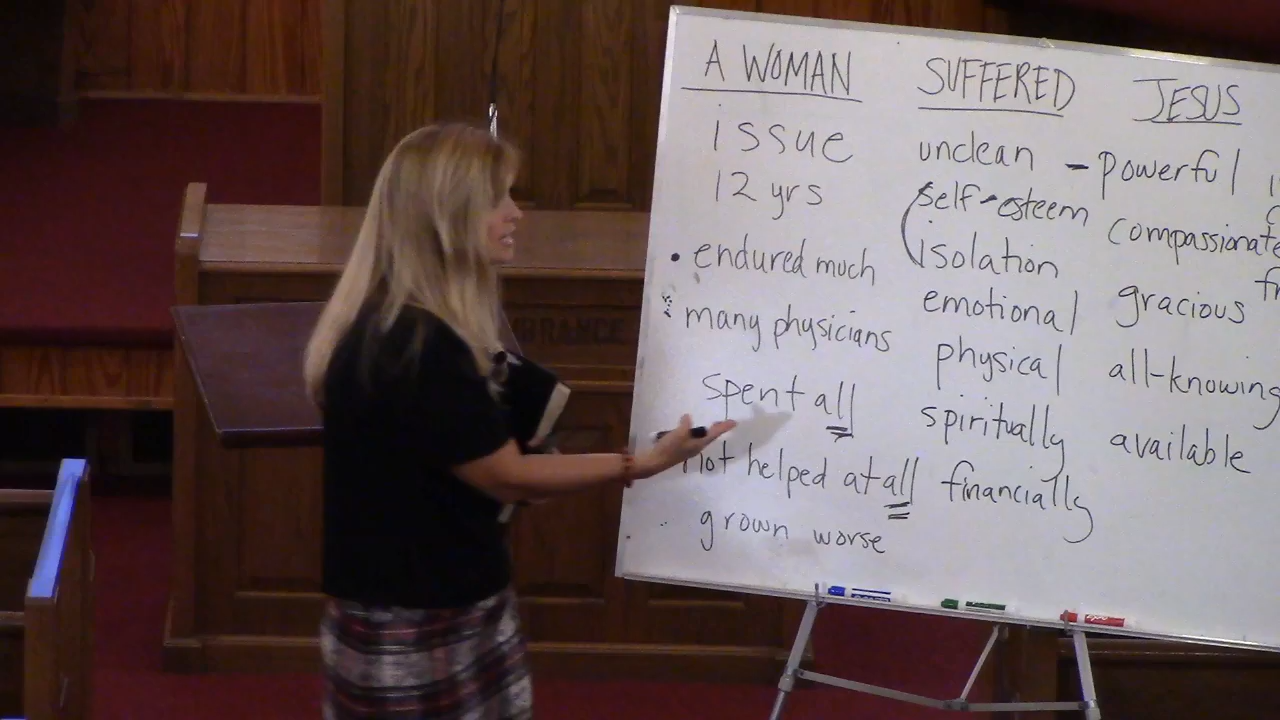 A WOMAN
issue
12 yrs
• endured much
many physicians
spent all
not helped at all
grown worse
SUFFERED
unclean
self-esteem
isolation
emotional
physical
spiritually
financially
JESUS
- powerful
compassionate
gracious
all-knowing
available
BRANCE